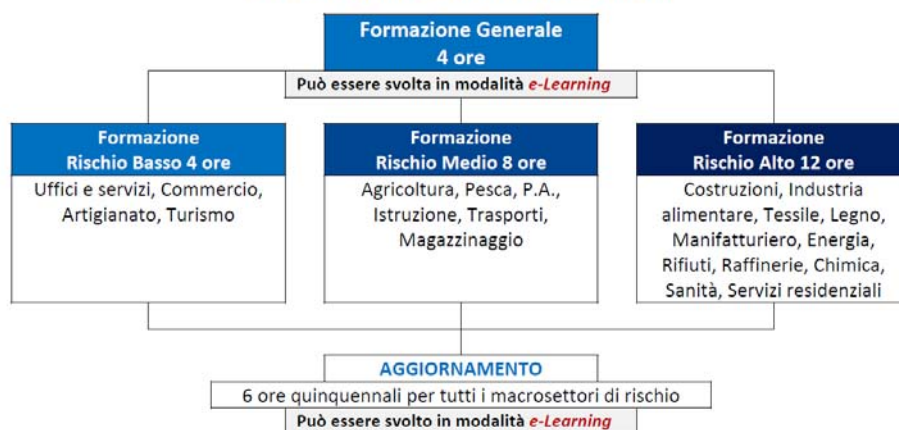 Formazione Generale
4 ore
Può essere svolta in modalità e-Learning
Formazione
Rischio Basso 4 ore
Uffici e servizi, Commercio,
Artigianato, Turismo
Formazione
Rischio Medio 8 ore
Agricoltura, Pesca, P.A.,
Istruzione, Trasporti,
Magazzinaggio
Formazione
Rischio Alto 12 ore
Costruzioni, Industria
alimentare, Tessile, Legno,
Manifatturiero, Energia,
Rifiuti, Raffinerie, Chimica,
Sanità, Servizi residenziali
AGGIORNAMENTO
6 ore quinquennali per tutti i macrosettori di rischio
Può essere svolto in modalità e-Learning